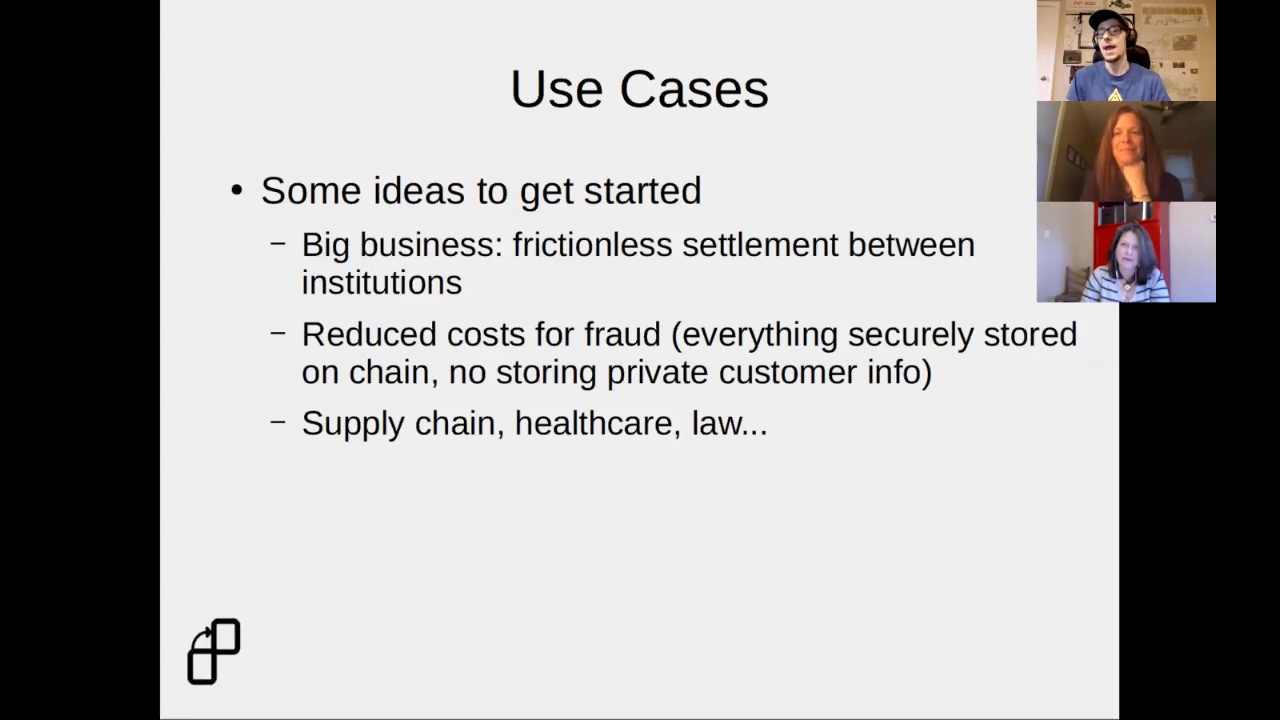 Use Cases
• Some ideas to get started
– Big business: frictionless settlement between
institutions
– Reduced costs for fraud (everything securely stored
on chain, no storing private customer info)
– Supply chain, healthcare, law...